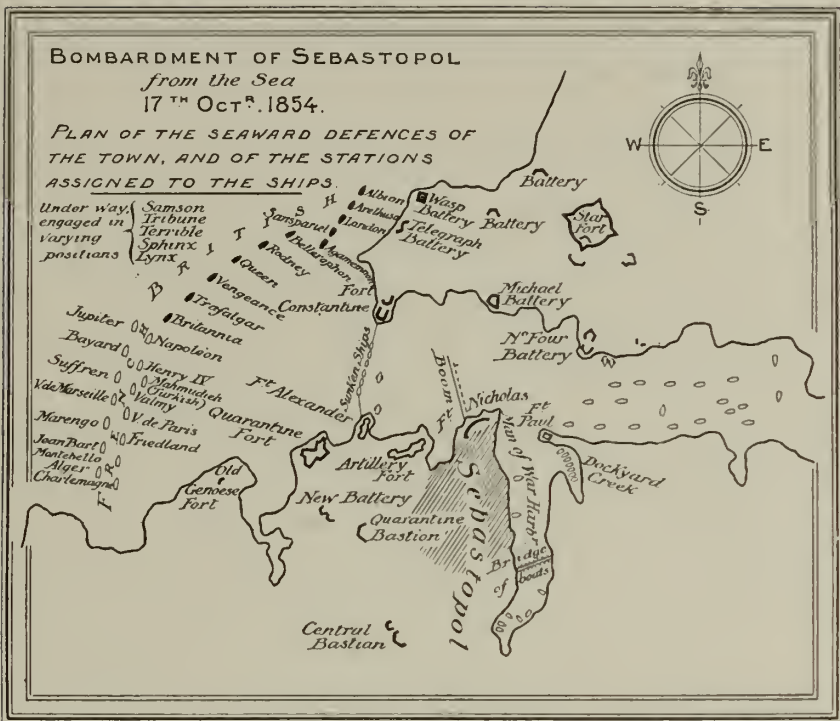 BOMBARDMENT OF SEBASTOPOL
from the Sea
17TH OCTR. 1854.
PLAN OF THE SEAWARD DEFENCES OF
THE TOWN, AND OF THE STATIONS
ASSIGNED TO THE SHIPS.
Under way,
engaged in
varying
positions
Samson
Tribune
Terrible
Sphinx
Lynx
BRITISH
Albion
Arethusa
London
Sanspariel
Agamemnon
Bellerophon
Rodney
Queen
Vengeance
Trafalgar
Britannia
Wasp
Battery
Telegraph
Battery
Battery
Battery
Star
Fort
W
E
S
Fort
Constantine
Michael
Battery
No Four
Battery
Sunken Ships
Boom
FRENCH
Jupiter
Napoleon
Bayard
Henry IV
Suffren
Mahmudieh
(Turkish)
Valmy
V.de Marseille
V. de Paris
Marengo
Friedland
Jean Bart
Montebello
Alger
Charlemagne
Ft Alexander
Quarantine
Fort
Ft Nicholas
Ft
Paul
Man of War Harbr
Dockyard
Creek
Old
Genoese
Fort
Artillery
Fort
New Battery
Quarantine
Bastion
Sebastopol
Bridge
of boats
Central
Bastian